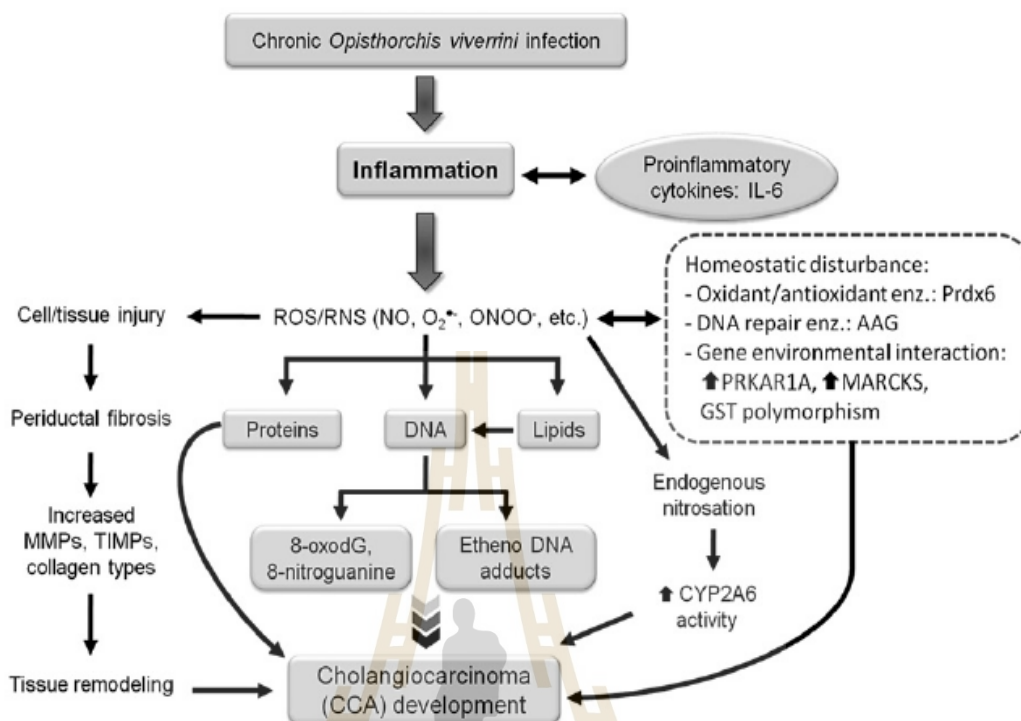 Chronic Opisthorchis viverrini infection
Inflammation
Proinflammatory
cytokines: IL-6
Homeostatic disturbance:
- Oxidant/antioxidant enz.: Prdx6
- DNA repair enz.: AAG
- Gene environmental interaction:
⬆PRKAR1A, ⬆MARCKS,
GST polymorphism
Cell/tissue injury
ROS/RNS (NO, O₂•-, ONOO-, etc.)
Periductal fibrosis
Proteins
DNA
Lipids
Increased
MMPs, TIMPs,
collagen types
8-oxodG,
8-nitroguanine
Etheno DNA
adducts
Endogenous
nitrosation
⬆ CYP2A6
activity
Tissue remodeling
Cholangiocarcinoma
(CCA) development